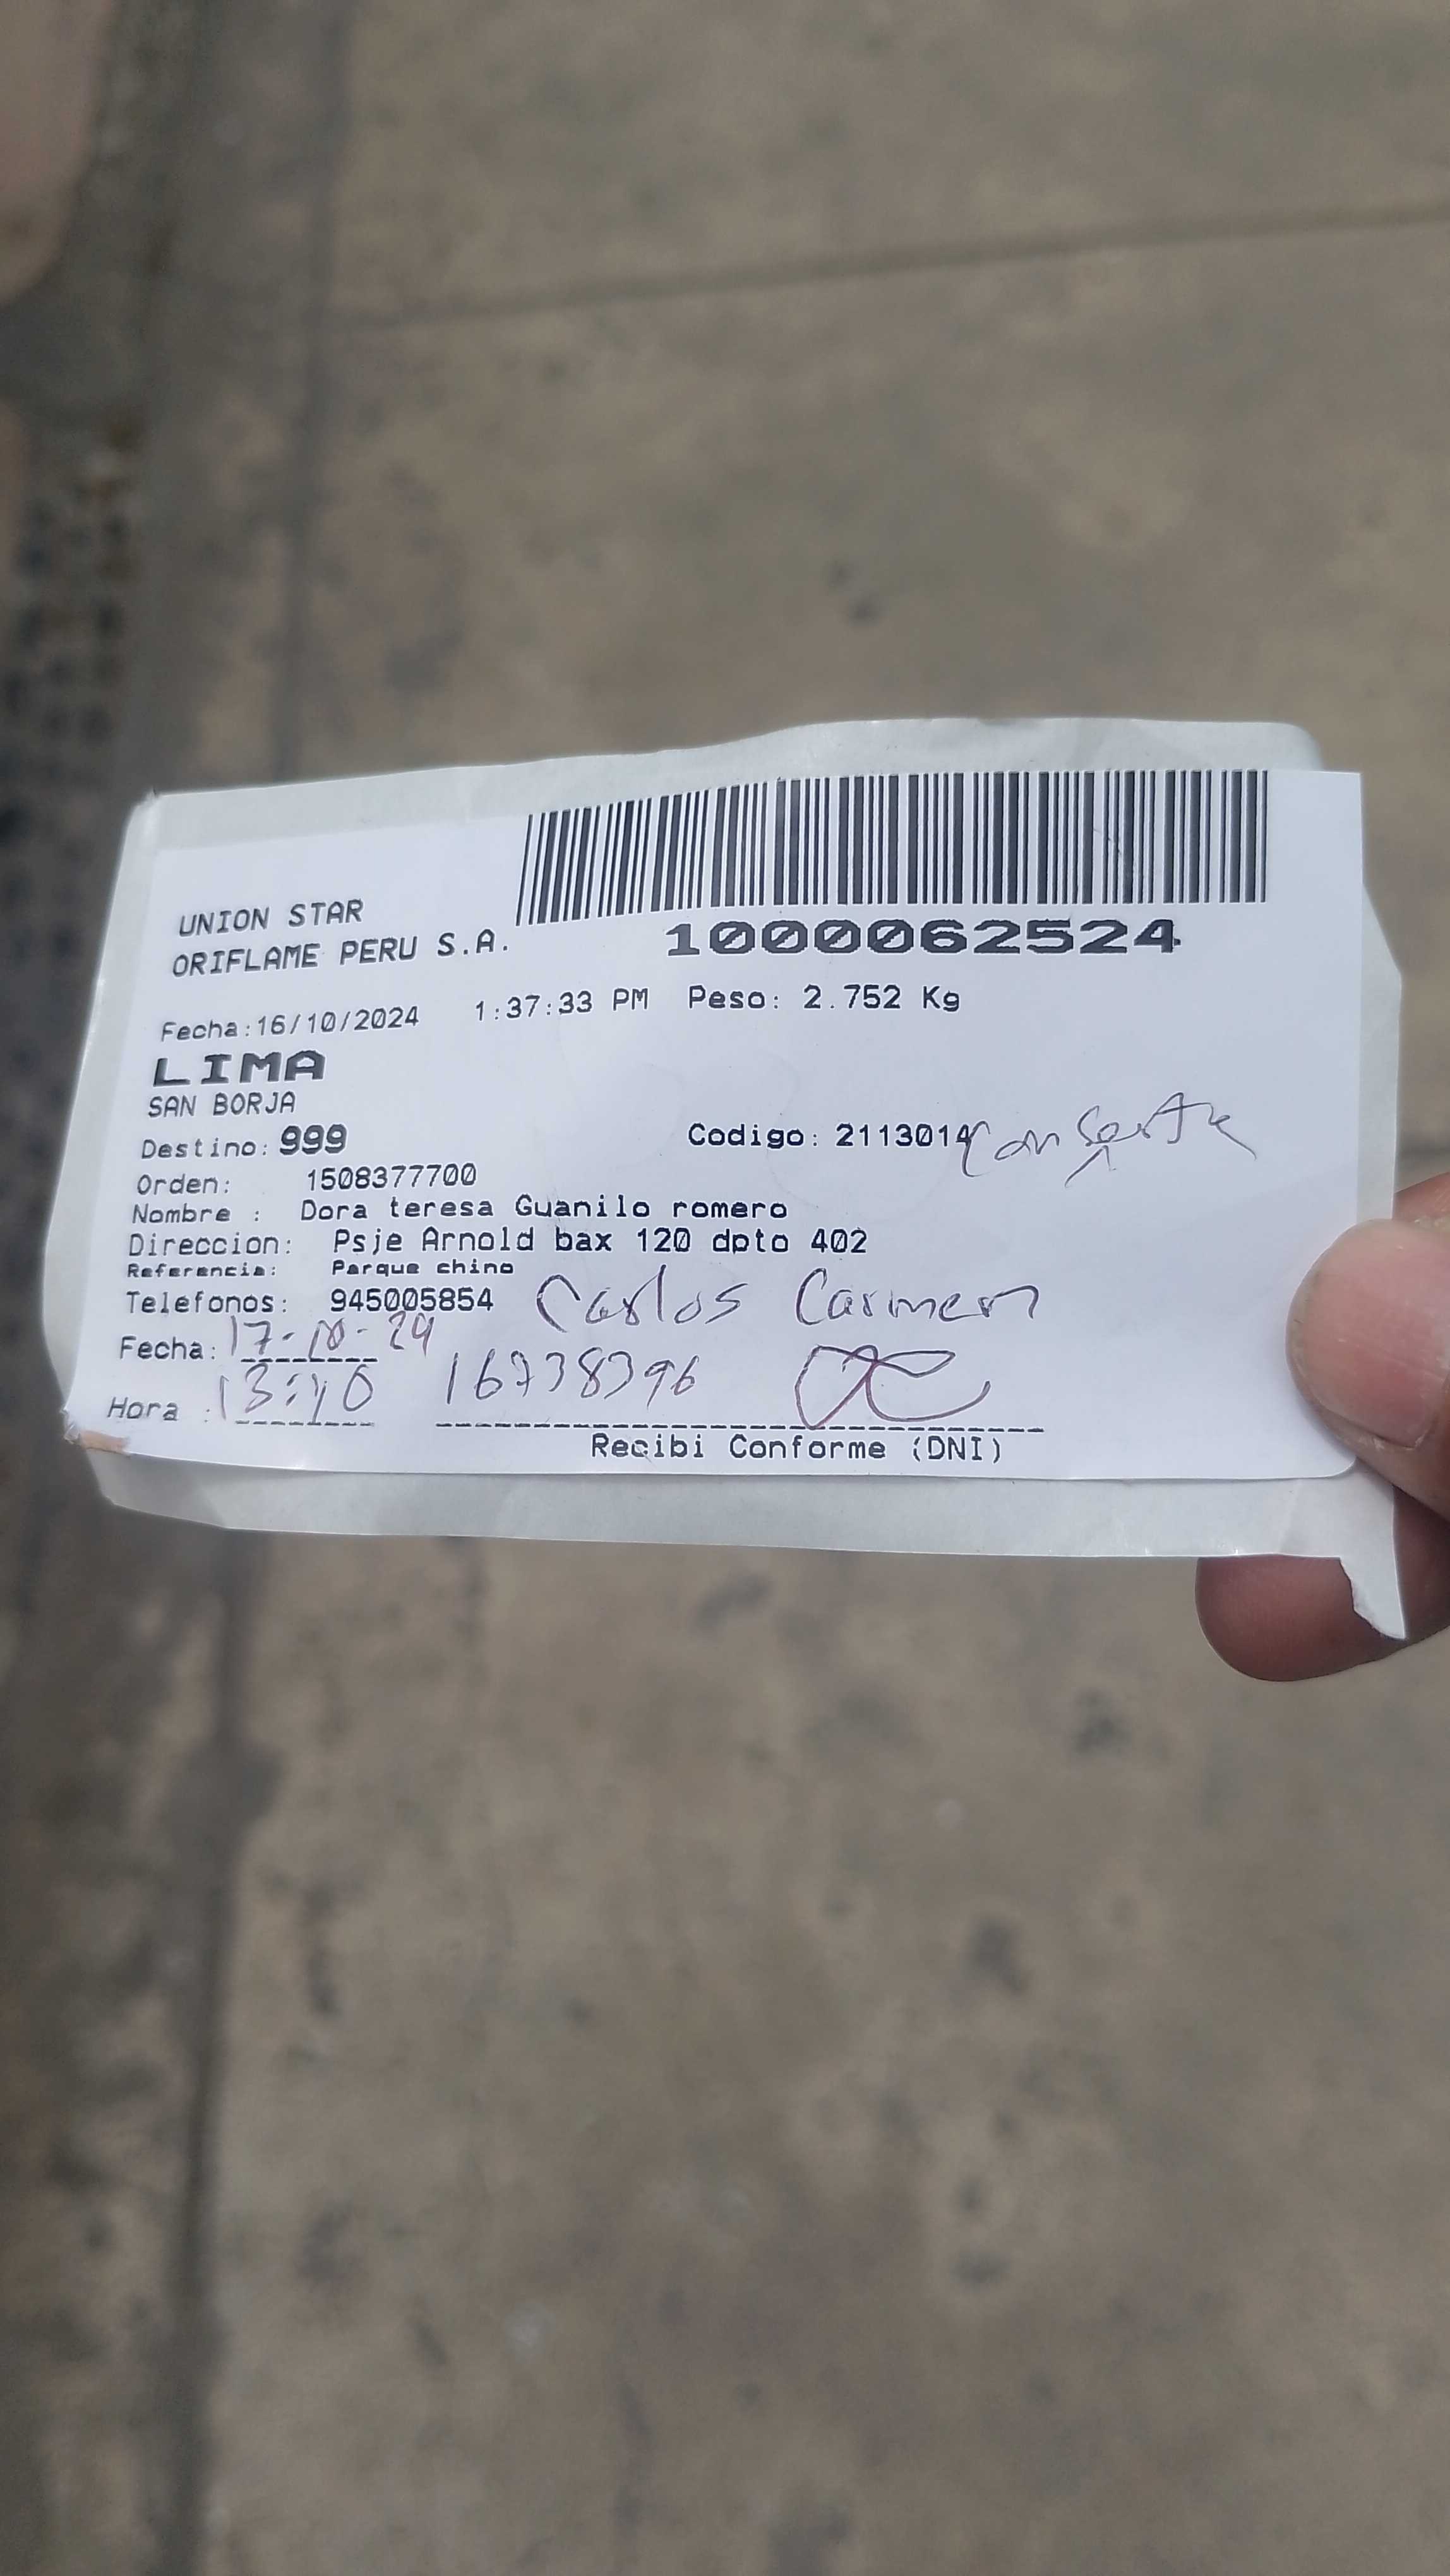 UNION STAR
ORIFLAME PERU S.A.
1000062524
Fecha:16/10/2024 1:37:33 PM Peso: 2.752 Kg
LIMA
SAN BORJA
Destino: 999 Codigo: 2113014
Orden: 1508377700
Nombre : Dora teresa Guanilo romero
Direccion: Psje Arnold bax 120 dpto 402
Referencia: Parque chino
Telefonos: 945005854 Carlos Carmen
Fecha: 17-10-24
Hora : 13:10 16738396
Recibi Conforme (DNI)